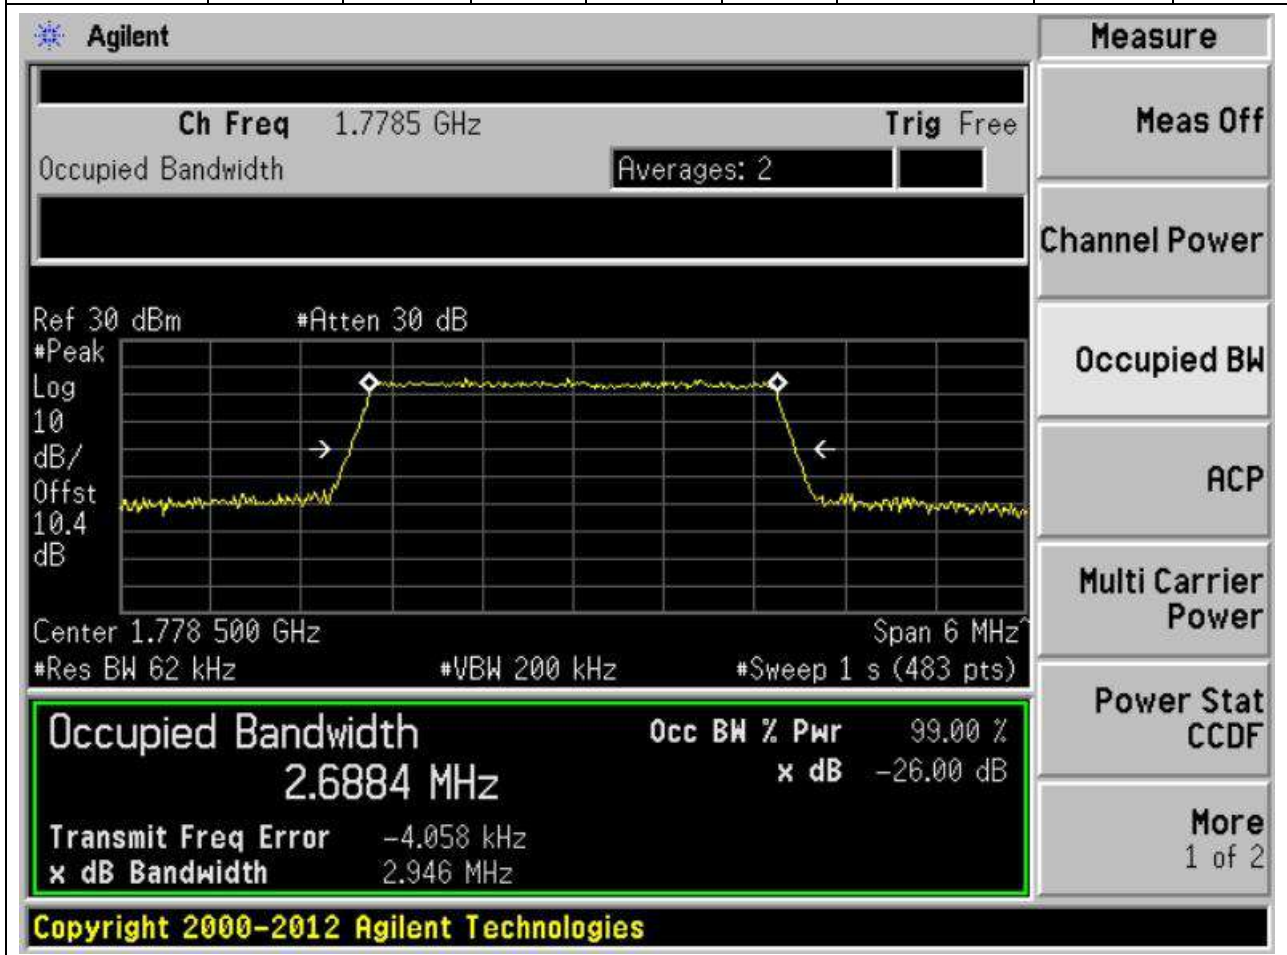 Agilent
Measure
Ch Freq 1.7785 GHz Trig Free
Occupied Bandwidth Averages: 2
Meas Off
Channel Power
Occupied BW
ACP
Multi Carrier
Power
Power Stat
CCDF
More
1 of 2
Ref 30 dBm #Atten 30 dB
#Peak
Log
10
dB/
Offst
10.4
dB
Center 1.778 500 GHz Span 6 MHz^
#Res BW 62 kHz #VBW 200 kHz #Sweep 1 s (483 pts)
Occupied Bandwidth Occ BW % Pwr 99.00 %
2.6884 MHz x dB -26.00 dB
Transmit Freq Error -4.058 kHz
x dB Bandwidth 2.946 MHz
Copyright 2000-2012 Agilent Technologies